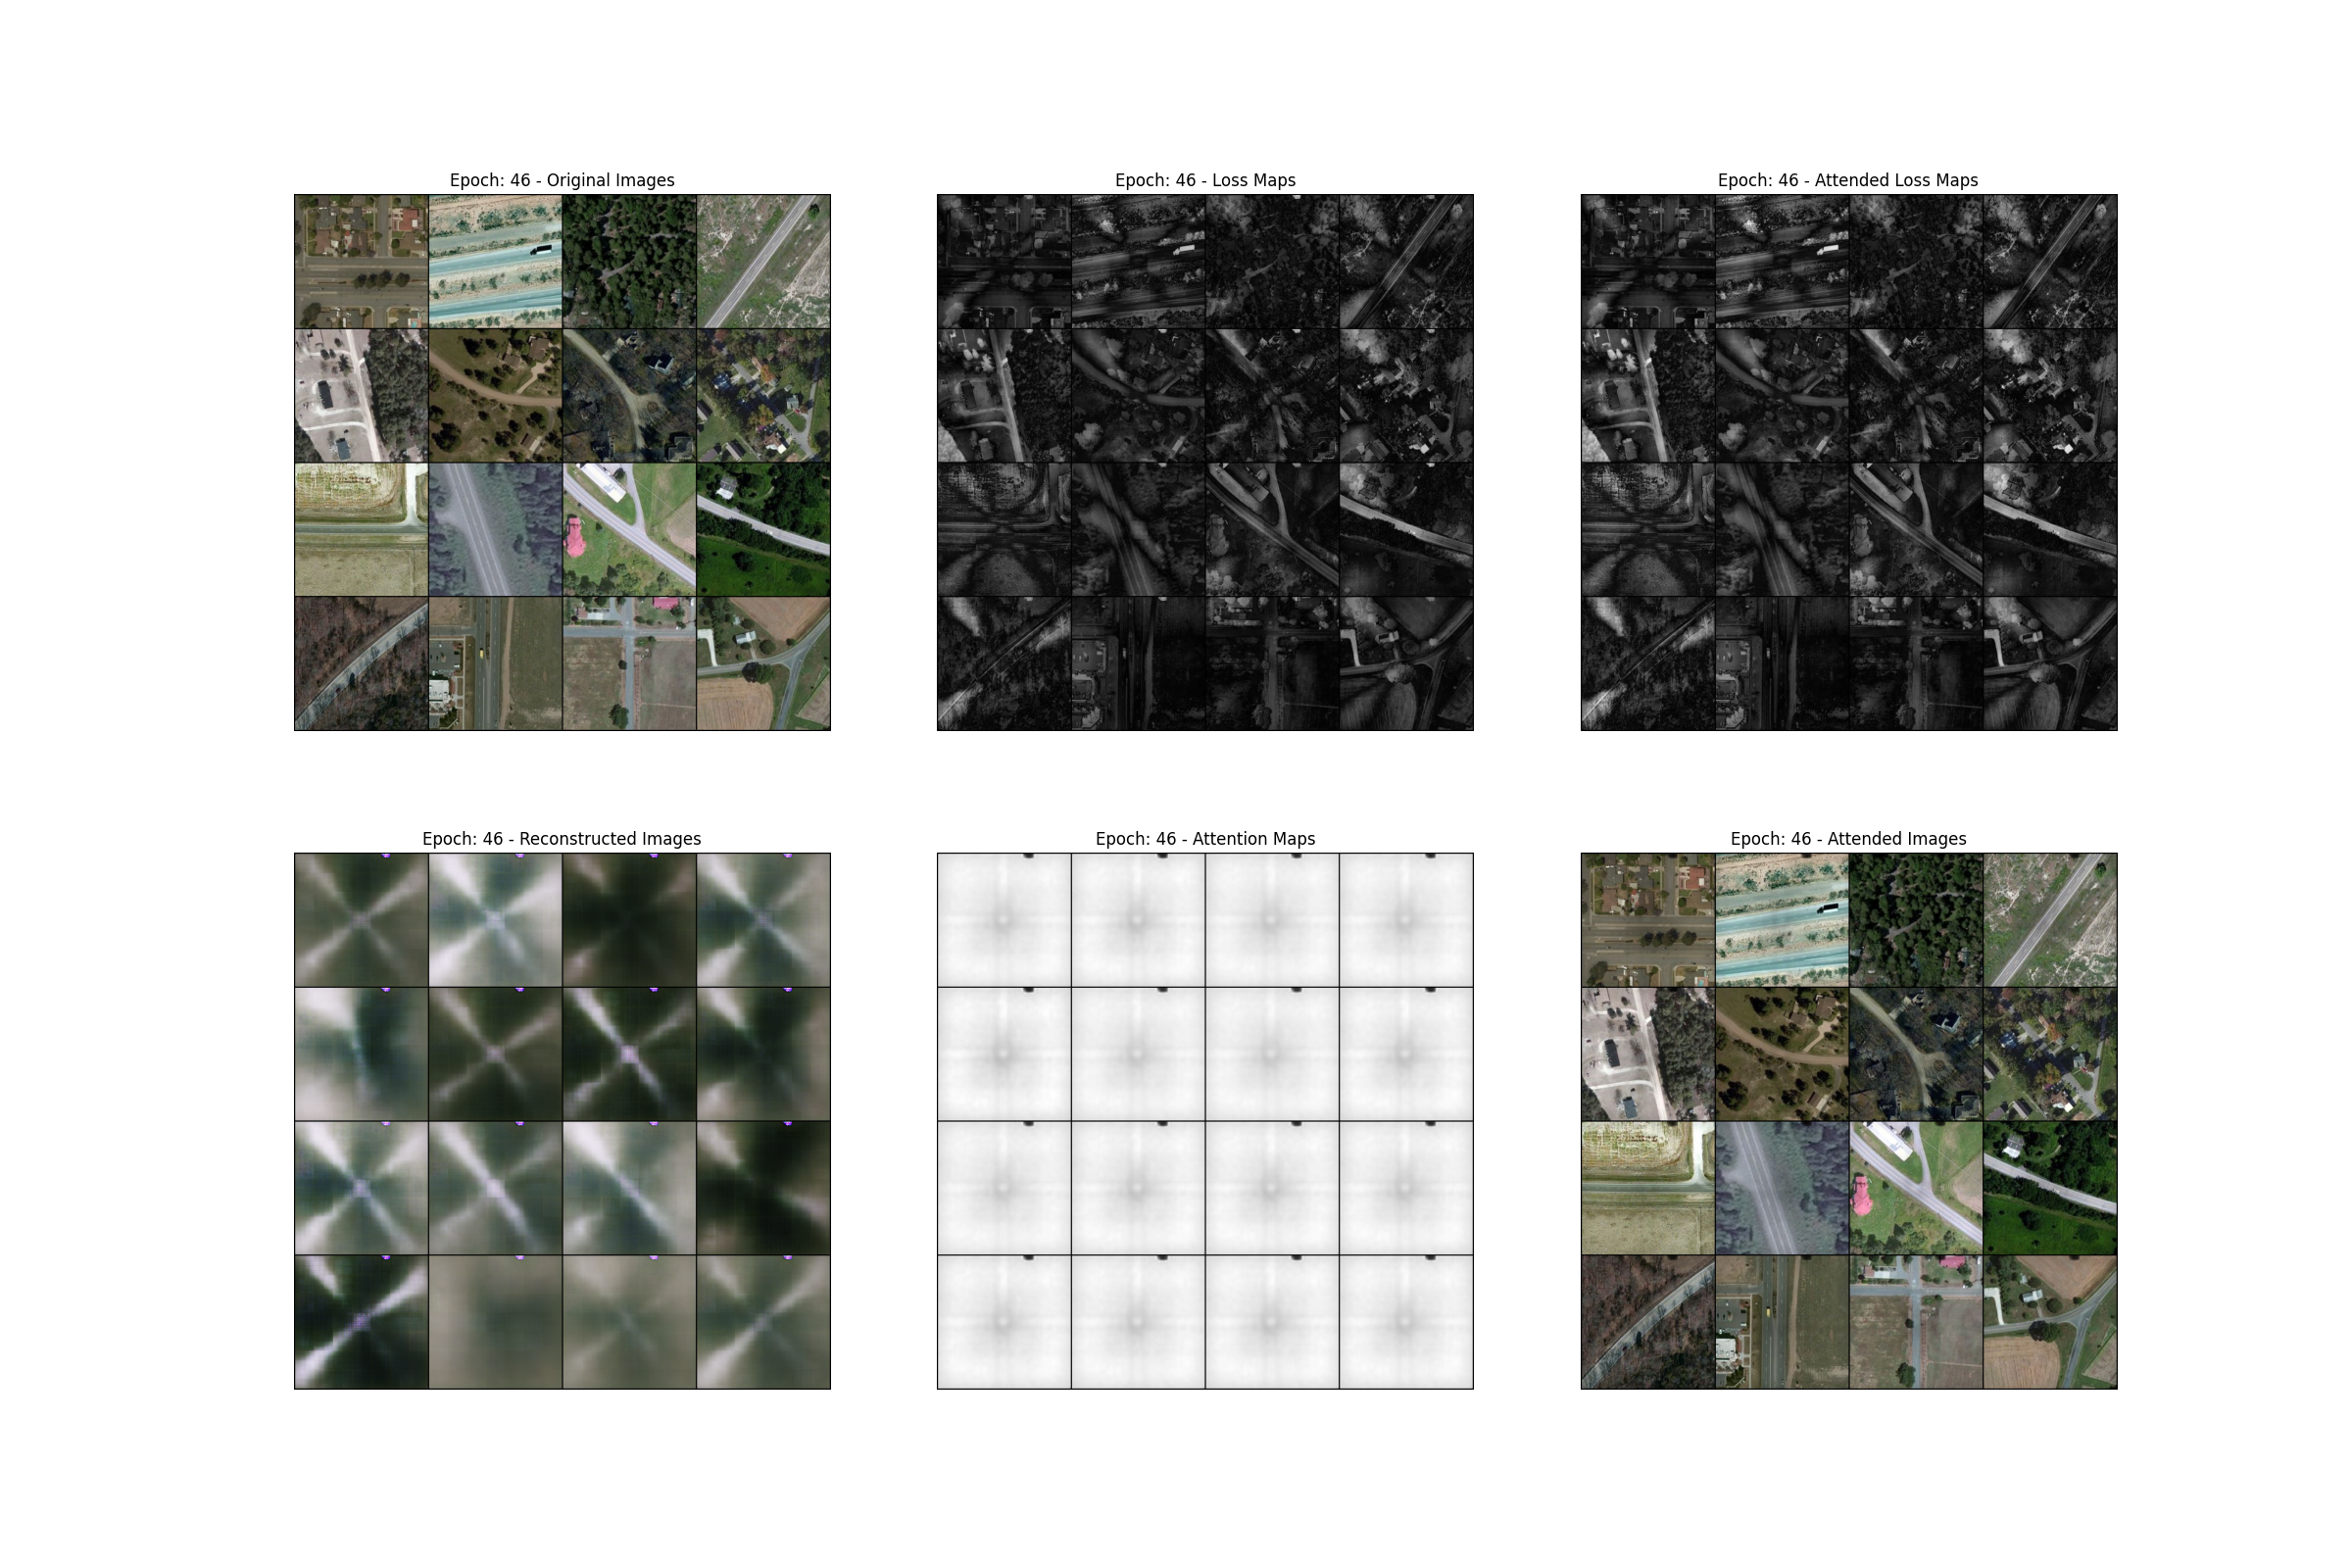 Epoch: 46 - Original Images
Epoch: 46 - Loss Maps
Epoch: 46 - Attended Loss Maps
Epoch: 46 - Reconstructed Images
Epoch: 46 - Attention Maps
Epoch: 46 - Attended Images